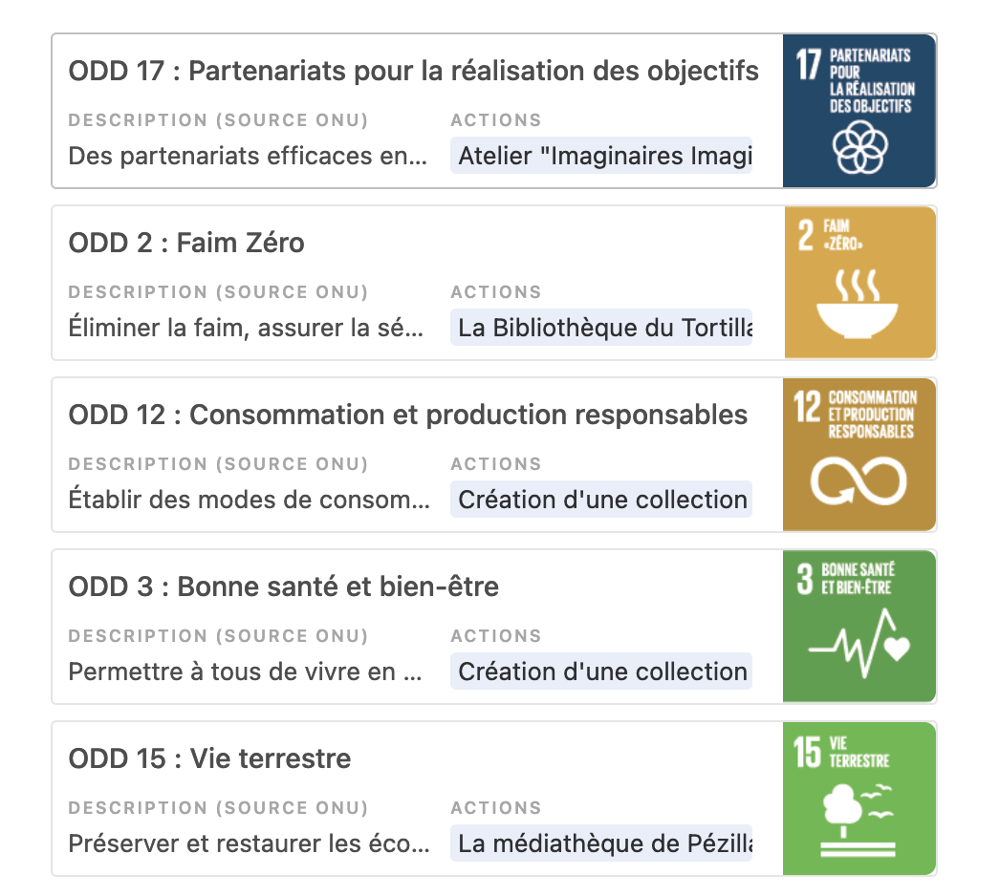 ODD 17 : Partenariats pour la réalisation des objectifs
DESCRIPTION (SOURCE ONU)
ACTIONS
Des partenariats efficaces en...
Atelier "Imaginaires Imagi
17 PARTENARIATS
POUR
LA RÉALISATION
DES OBJECTIFS
ODD 2 : Faim Zéro
DESCRIPTION (SOURCE ONU)
ACTIONS
Éliminer la faim, assurer la sé...
La Bibliothèque du Tortilla
2 FAIM
«ZÉRO»
ODD 12 : Consommation et production responsables
DESCRIPTION (SOURCE ONU)
ACTIONS
Établir des modes de consom...
Création d'une collection
12 CONSOMMATION
ET PRODUCTION
RESPONSABLES
ODD 3 : Bonne santé et bien-être
DESCRIPTION (SOURCE ONU)
ACTIONS
Permettre à tous de vivre en ...
Création d'une collection
3 BONNE SANTÉ
ET BIEN-ÊTRE
ODD 15 : Vie terrestre
DESCRIPTION (SOURCE ONU)
ACTIONS
Préserver et restaurer les éco...
La médiathèque de Pézilla
15 VIE
TERRESTRE